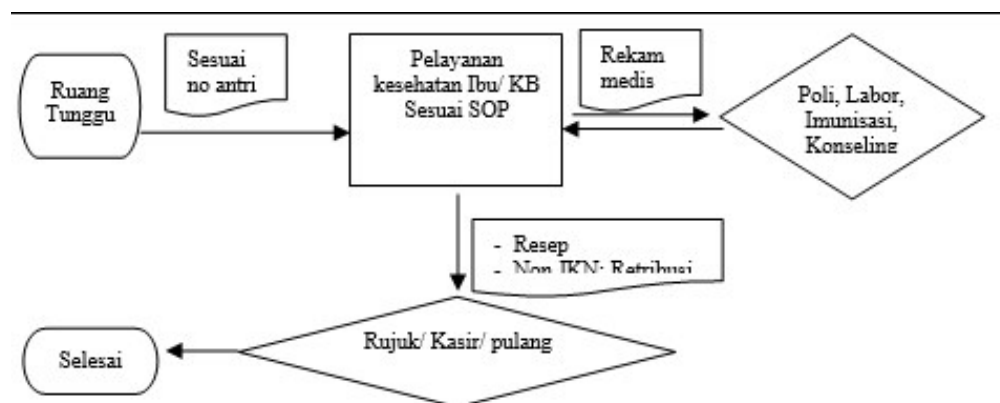 Ruang
Tunggu
Sesuai
no antri
Pelayanan
kesehatan Ibu/ KB
Sesuai SOP
Rekam
medis
Poli, Labor,
Imunisasi,
Konseling
- Resep
- Non JKN: Retribusi
Rujuk/ Kasir/ pulang
Selesai